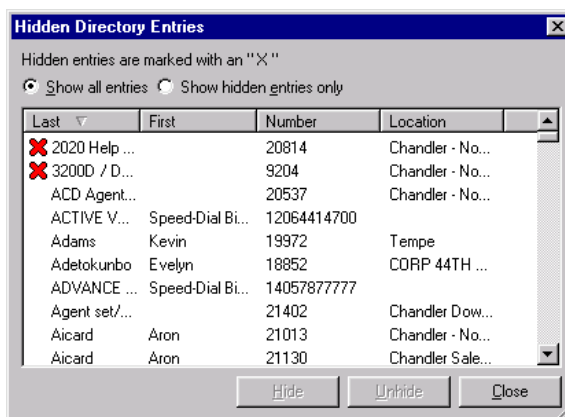 Hidden Directory Entries
Hidden entries are marked with an "X"
Show all entries Show hidden entries only
Last First Number Location
2020 Help ... 20814 Chandler - No...
3200D / D... 9204 Chandler - No...
ACD Agent... 20537 Chandler - No...
ACTIVE V... Speed-Dial Bi... 12064414700
Adams Kevin 19972 Tempe
Adetokunbo Evelyn 18852 CORP 44TH ...
ADVANCE ... Speed-Dial Bi... 14057877777
Agent set/... 21402 Chandler Dow...
Aicard Aron 21013 Chandler - No...
Aicard Aron 21130 Chandler Sale...
Hide Unhide Close